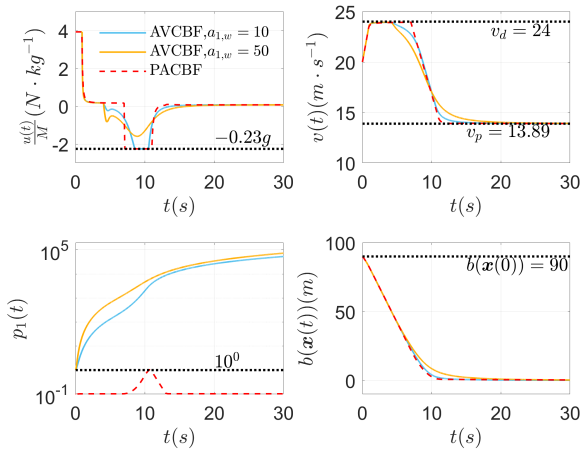 4
2
0
-2
u(t)/M (N · kg⁻¹)
AVCBF,a₁,w = 10
AVCBF,a₁,w = 50
PACBF
−0.23g
0 10 20 30
t(s)
25
20
15
10
v(t)(m · s⁻¹)
v_d = 24
v_p = 13.89
0 10 20 30
t(s)
10⁵
10⁻¹
p₁(t)
10⁰
0 10 20 30
t(s)
100
50
0
b(x(t))(m)
b(x(0)) = 90
0 10 20 30
t(s)